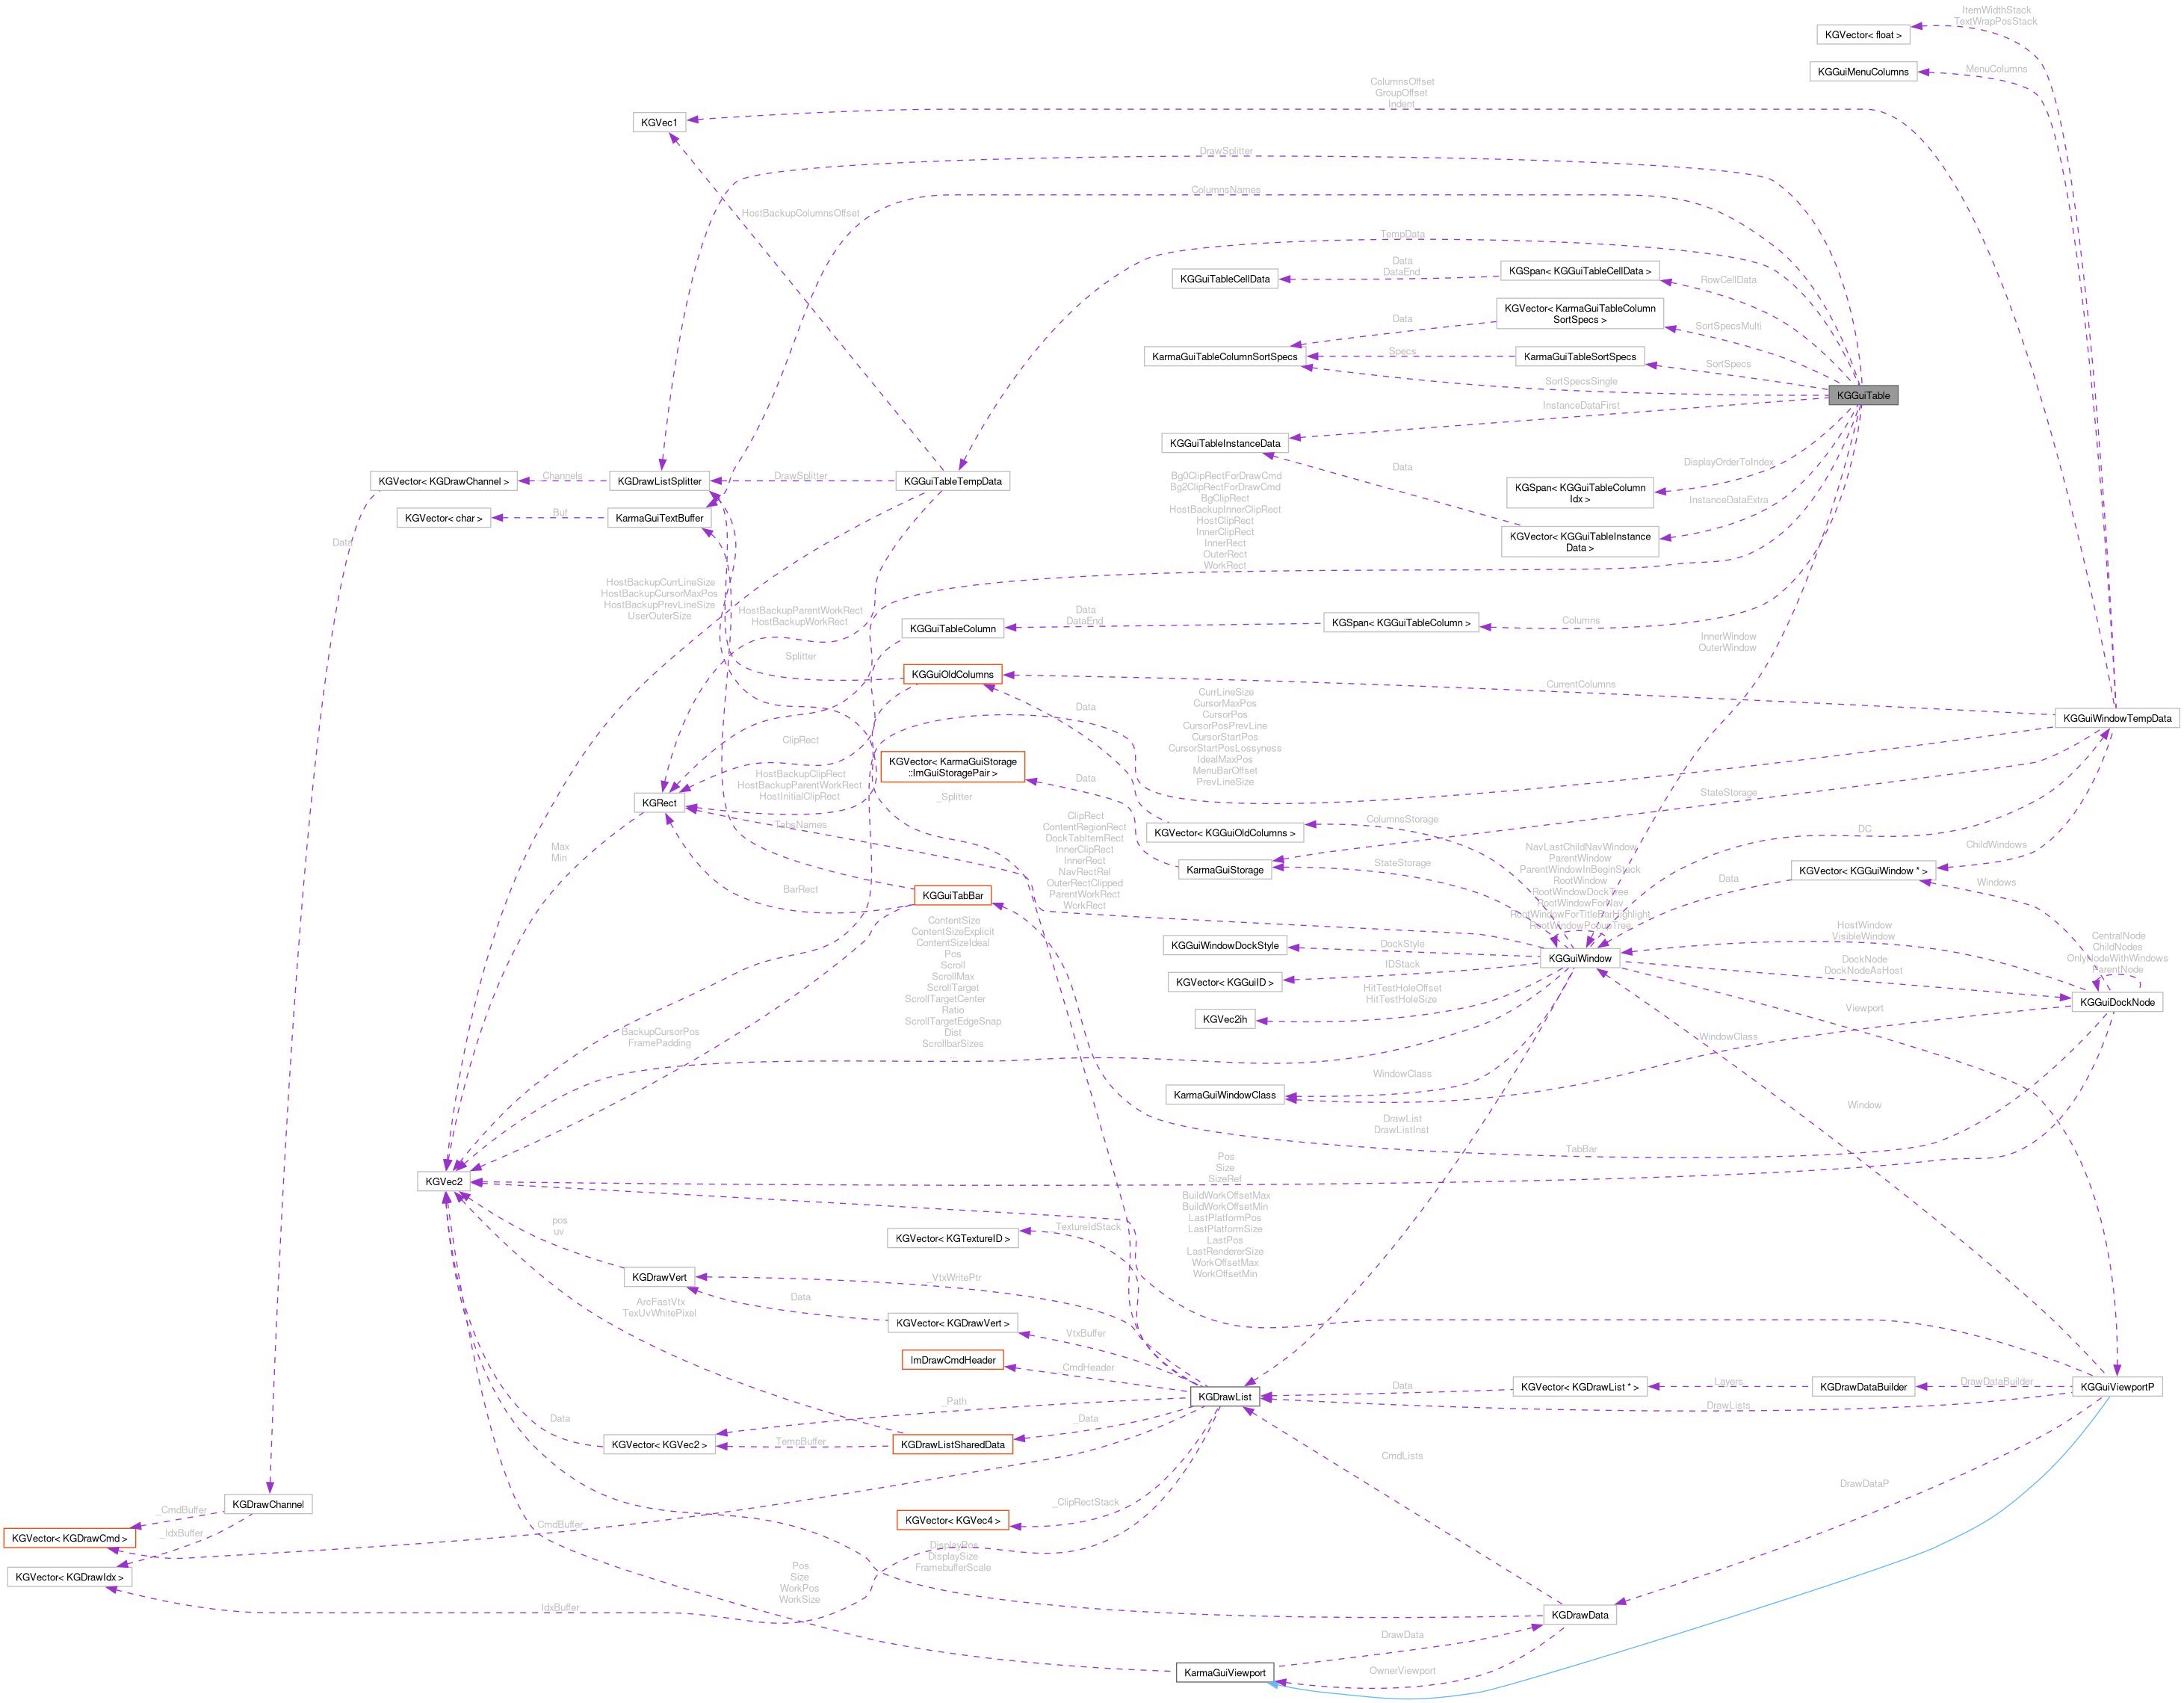 ItemWidthStack
TextWrapPosStack
KGVector< float >
KGGuiMenuColumns
MenuColumns
ColumnsOffset
GroupOffset
Indent
KGVec1
DrawSplitter
ColumnsNames
HostBackupColumnsOffset
TempData
Data
DataEnd
KGSpan< KGGuiTableCellData >
KGGuiTableCellData
RowCellData
KGVector< KarmaGuiTableColumn
SortSpecs >
Data
SortSpecsMulti
KarmaGuiTableColumnSortSpecs
Specs
KarmaGuiTableSortSpecs
SortSpecs
SortSpecsSingle
KGGuiTable
InstanceDataFirst
KGGuiTableInstanceData
Data
DisplayOrderToIndex
KGVector< KGDrawChannel >
Channels
KGDrawListSplitter
DrawSplitter
KGGuiTableTempData
KGSpan< KGGuiTableColumn
Idx >
InstanceDataExtra
Bg0ClipRectForDrawCmd
Bg2ClipRectForDrawCmd
BgClipRect
HostBackupInnerClipRect
HostClipRect
InnerClipRect
InnerRect
OuterRect
WorkRect
KGVector< char >
Buf
KarmaGuiTextBuffer
KGVector< KGGuiTableInstance
Data >
Data
HostBackupCurrLineSize
HostBackupCursorMaxPos
HostBackupPrevLineSize
UserOuterSize
HostBackupParentWorkRect
HostBackupWorkRect
KGGuiTableColumn
Data
DataEnd
KGSpan< KGGuiTableColumn >
Columns
InnerWindow
OuterWindow
Splitter
KGGuiOldColumns
CurrentColumns
Data
CurrLineSize
CursorMaxPos
CursorPos
CursorPosPrevLine
CursorStartPos
CursorStartPosLossyness
IdealMaxPos
MenuBarOffset
PrevLineSize
KGGuiWindowTempData
ClipRect
KGVector< KarmaGuiStorage
::ImGuiStoragePair >
Data
HostBackupClipRect
HostBackupParentWorkRect
HostInitialClipRect
KGRect
_Splitter
StateStorage
TabsNames
ClipRect
ContentRegionRect
DockTabItemRect
InnerClipRect
InnerRect
NavRectRel
OuterRectClipped
ParentWorkRect
WorkRect
KGVector< KGGuiOldColumns >
ColumnsStorage
DC
ChildWindows
Max
Min
KarmaGuiStorage
StateStorage
NavLastChildNavWindow
ParentWindow
ParentWindowInBeginStack
RootWindow
RootWindowDockTree
RootWindowForNav
RootWindowForTitleBarHighlight
RootWindowPopupTree
KGVector< KGGuiWindow * >
Data
Windows
BarRect
KGGuiTabBar
KGGuiWindowDockStyle
DockStyle
KGGuiWindow
HostWindow
VisibleWindow
CentralNode
ChildNodes
OnlyNodeWithWindows
ParentNode
DockNode
DockNodeAsHost
KGGuiDockNode
IDStack
KGVector< KGGuiID >
HitTestHoleOffset
HitTestHoleSize
KGVec2ih
ContentSize
ContentSizeExplicit
ContentSizeIdeal
Pos
Scroll
ScrollMax
ScrollTarget
ScrollTargetCenter
Ratio
ScrollTargetEdgeSnap
Dist
ScrollbarSizes
BackupCursorPos
FramePadding
Viewport
WindowClass
WindowClass
KarmaGuiWindowClass
Window
DrawList
DrawListInst
TabBar
KGVec2
Pos
Size
SizeRef
BuildWorkOffsetMax
BuildWorkOffsetMin
LastPlatformPos
LastPlatformSize
LastPos
LastRendererSize
WorkOffsetMax
WorkOffsetMin
pos
uv
KGVector< KGTextureID >
TextureIdStack
KGDrawVert
_VtxWritePtr
ArcFastVtx
TexUvWhitePixel
Data
KGVector< KGDrawVert >
VtxBuffer
ImDrawCmdHeader
_CmdHeader
KGDrawList
Data
KGVector< KGDrawList * >
Layers
KGDrawDataBuilder
DrawDataBuilder
KGGuiViewportP
DrawLists
_Path
Data
KGVector< KGVec2 >
TempBuffer
KGDrawListSharedData
_Data
CmdLists
DrawDataP
KGDrawChannel
_CmdBuffer
_IdxBuffer
KGVector< KGDrawCmd >
CmdBuffer
KGVector< KGVec4 >
_ClipRectStack
KGVector< KGDrawIdx >
IdxBuffer
DisplayPos
DisplaySize
FramebufferScale
Pos
Size
WorkPos
WorkSize
KGDrawData
DrawData
OwnerViewport
KarmaGuiViewport
Data